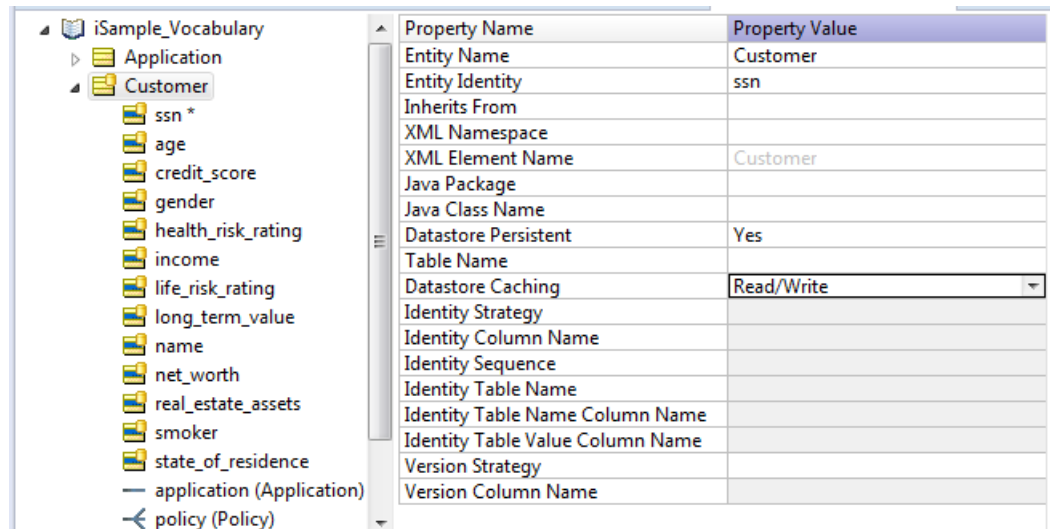 iSample_Vocabulary
Application
Customer
ssn *
age
credit_score
gender
health_risk_rating
income
life_risk_rating
long_term_value
name
net_worth
real_estate_assets
smoker
state_of_residence
application (Application)
policy (Policy)
Property Name Property Value
Entity Name Customer
Entity Identity ssn
Inherits From
XML Namespace
XML Element Name Customer
Java Package
Java Class Name
Datastore Persistent Yes
Table Name
Datastore Caching Read/Write
Identity Strategy
Identity Column Name
Identity Sequence
Identity Table Name
Identity Table Name Column Name
Identity Table Value Column Name
Version Strategy
Version Column Name